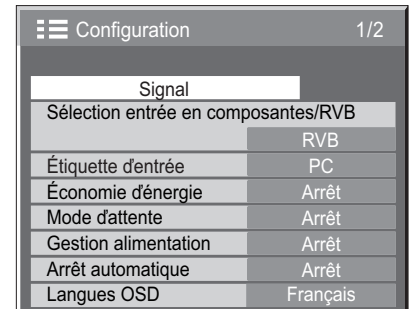 Configuration 1/2
Signal
Sélection entrée en composantes/RVB
RVB
Étiquette d'entrée PC
Économie d'énergie Arrêt
Mode d'attente Arrêt
Gestion alimentation Arrêt
Arrêt automatique Arrêt
Langues OSD Français